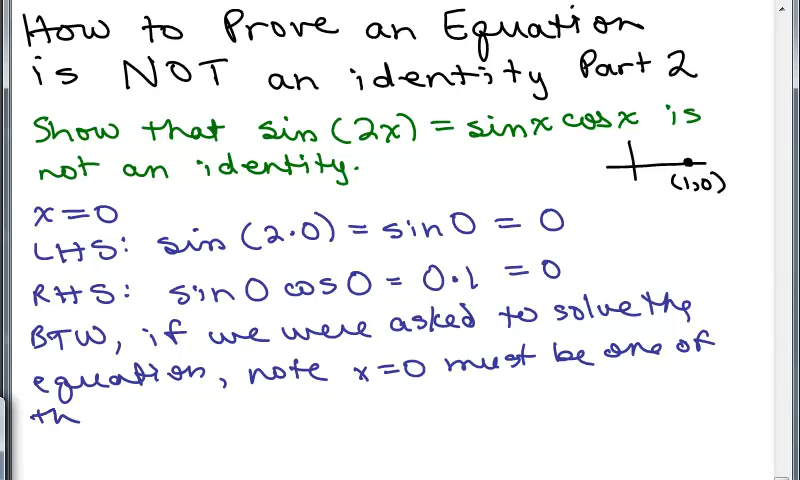 How to Prove an Equation
is NOT an identity Part 2
Show that sin(2x) = sinx cosx is
not an identity.
(1,0)
x=0
LHS: sin(2·0) = sin0 = 0
RHS: sin0 cos0 = 0·1 = 0
BTW, if we were asked to solve the
equation, note x=0 must be one of
th